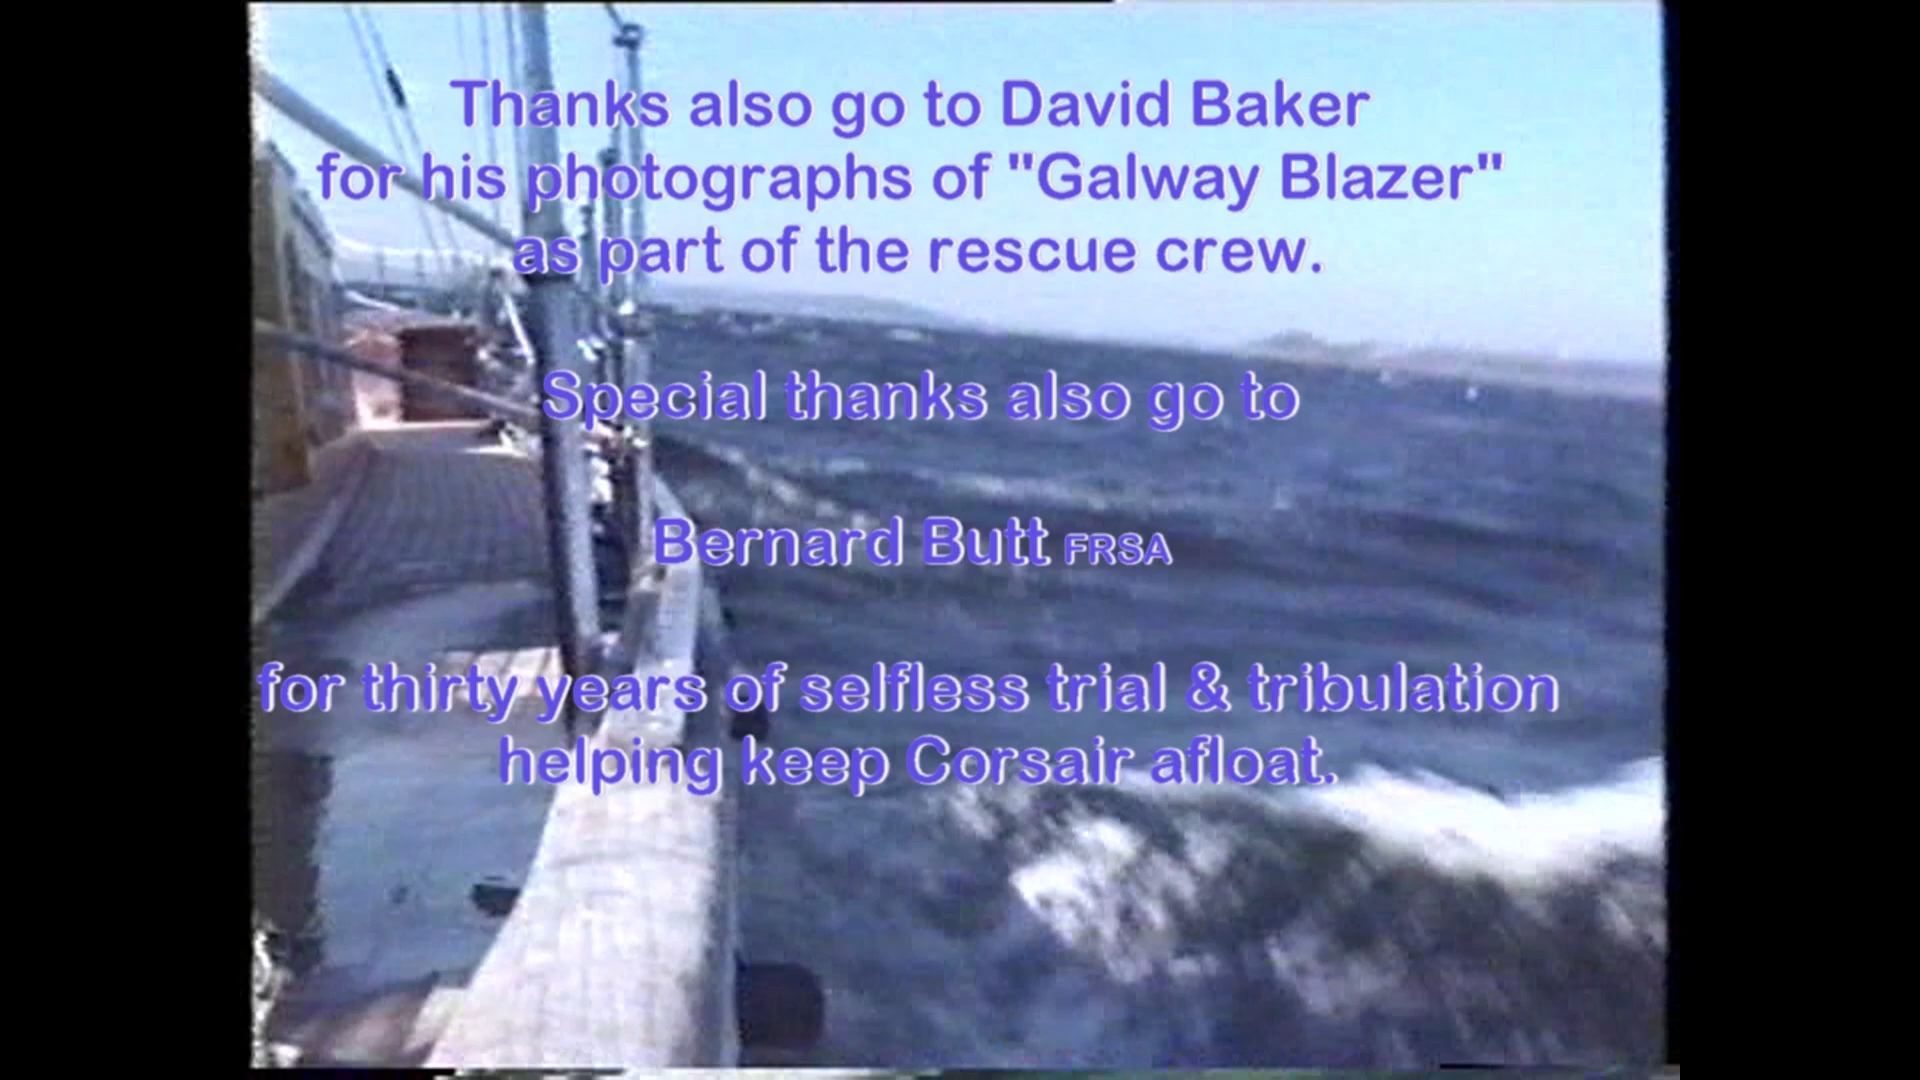 Thanks also go to David Baker
for his photographs of "Galway Blazer"
as part of the rescue crew.
Special thanks also go to
Bernard Butt FRSA
for thirty years of selfless trial & tribulation
helping keep Corsair afloat.